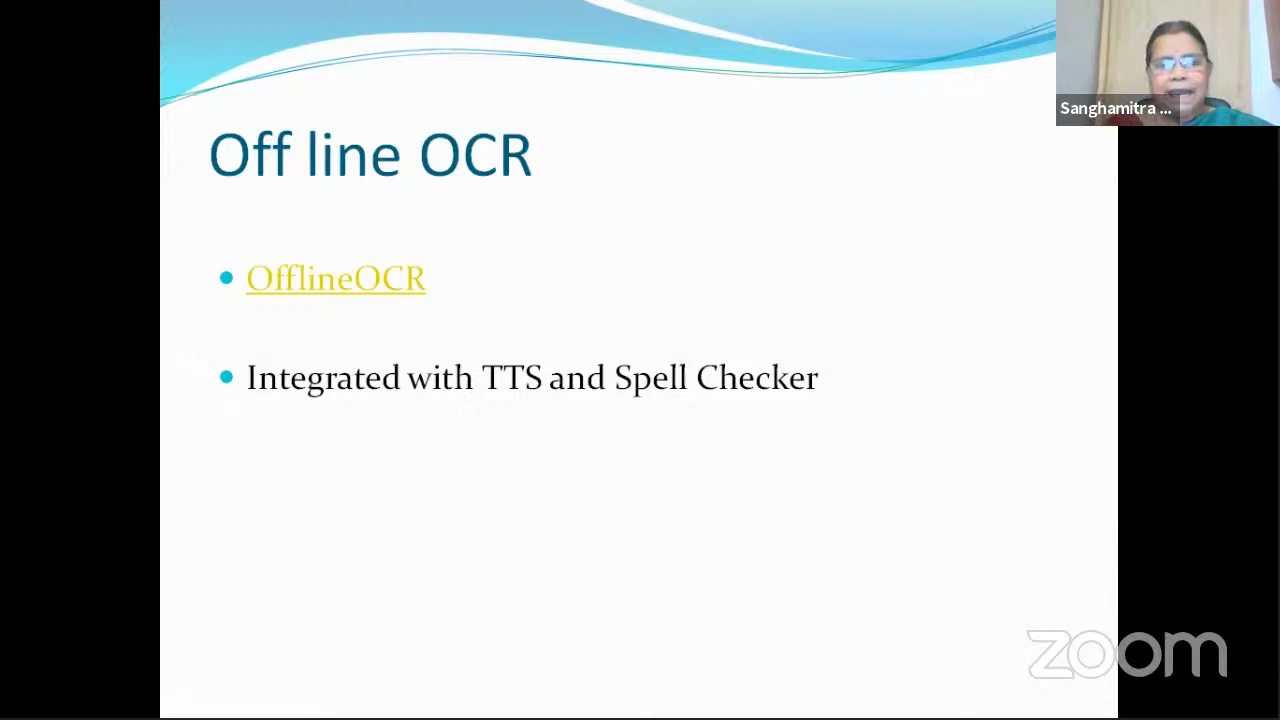 Sanghamitra ...
Off line OCR
OfflineOCR
Integrated with TTS and Spell Checker
zoom